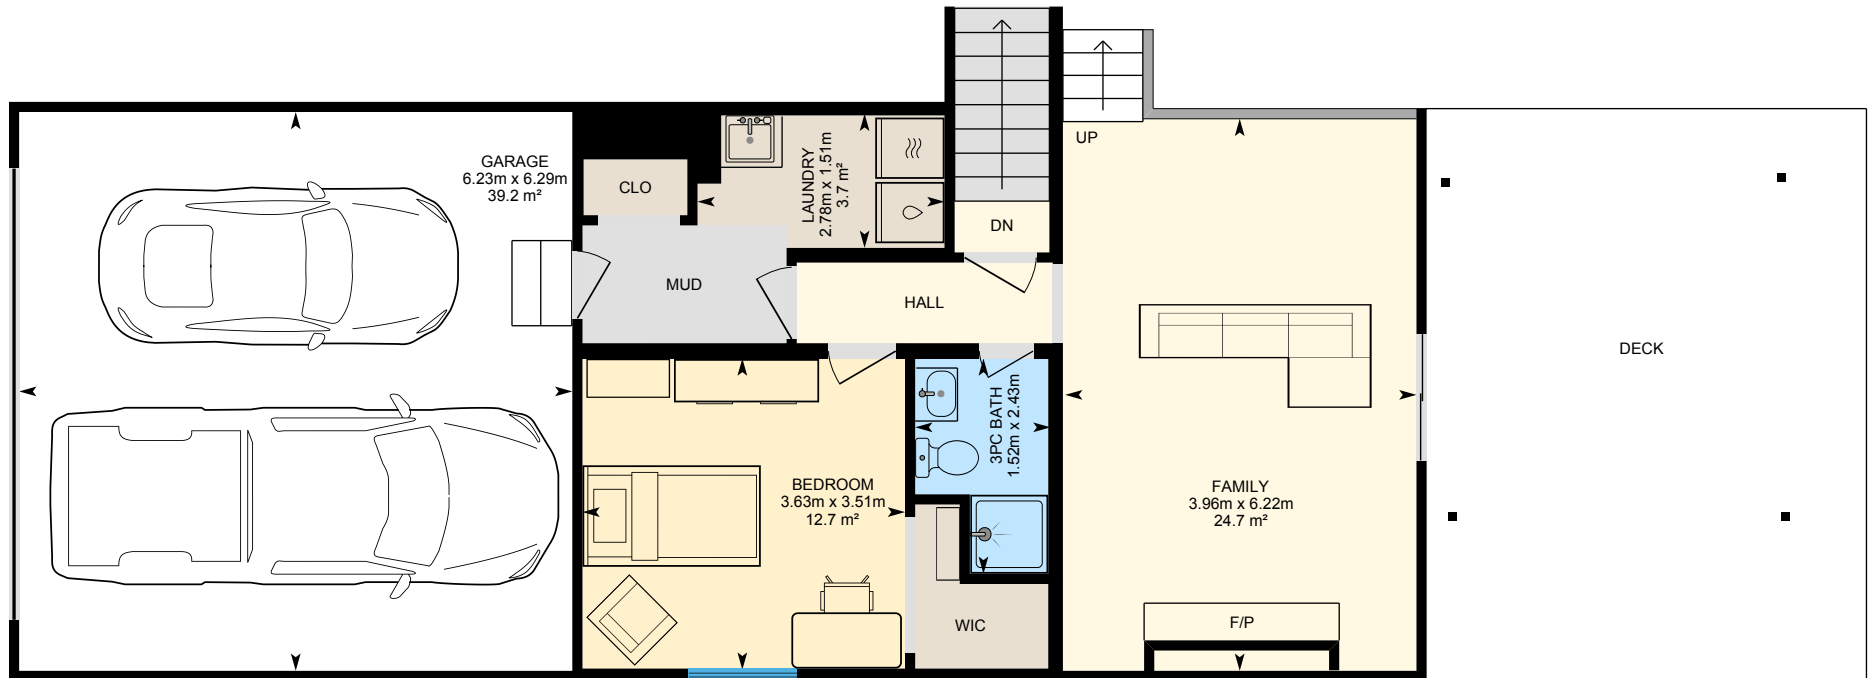 GARAGE
6.23m x 6.29m
39.2 m²
CLO
LAUNDRY
2.78m x 1.51m
3.7 m²
UP
DN
MUD
HALL
DECK
3PC BATH
1.52m x 2.43m
BEDROOM
3.63m x 3.51m
12.7 m²
FAMILY
3.96m x 6.22m
24.7 m²
WIC
F/P